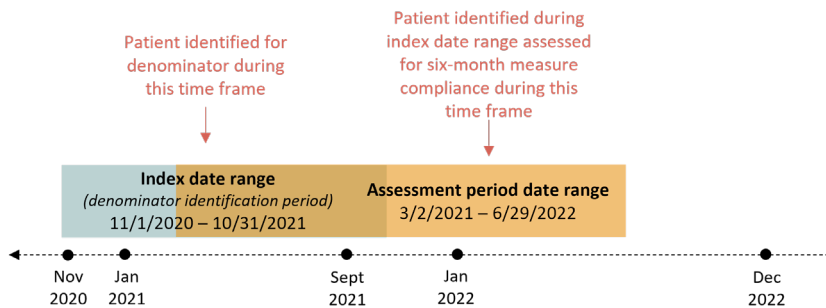 Patient identified for
denominator during
this time frame
Patient identified during
index date range assessed
for six-month measure
compliance during this
time frame
Index date range
(denominator identification period)
11/1/2020 – 10/31/2021
Assessment period date range
3/2/2021 – 6/29/2022
Nov
2020
Jan
2021
Sept
2021
Jan
2022
Dec
2022